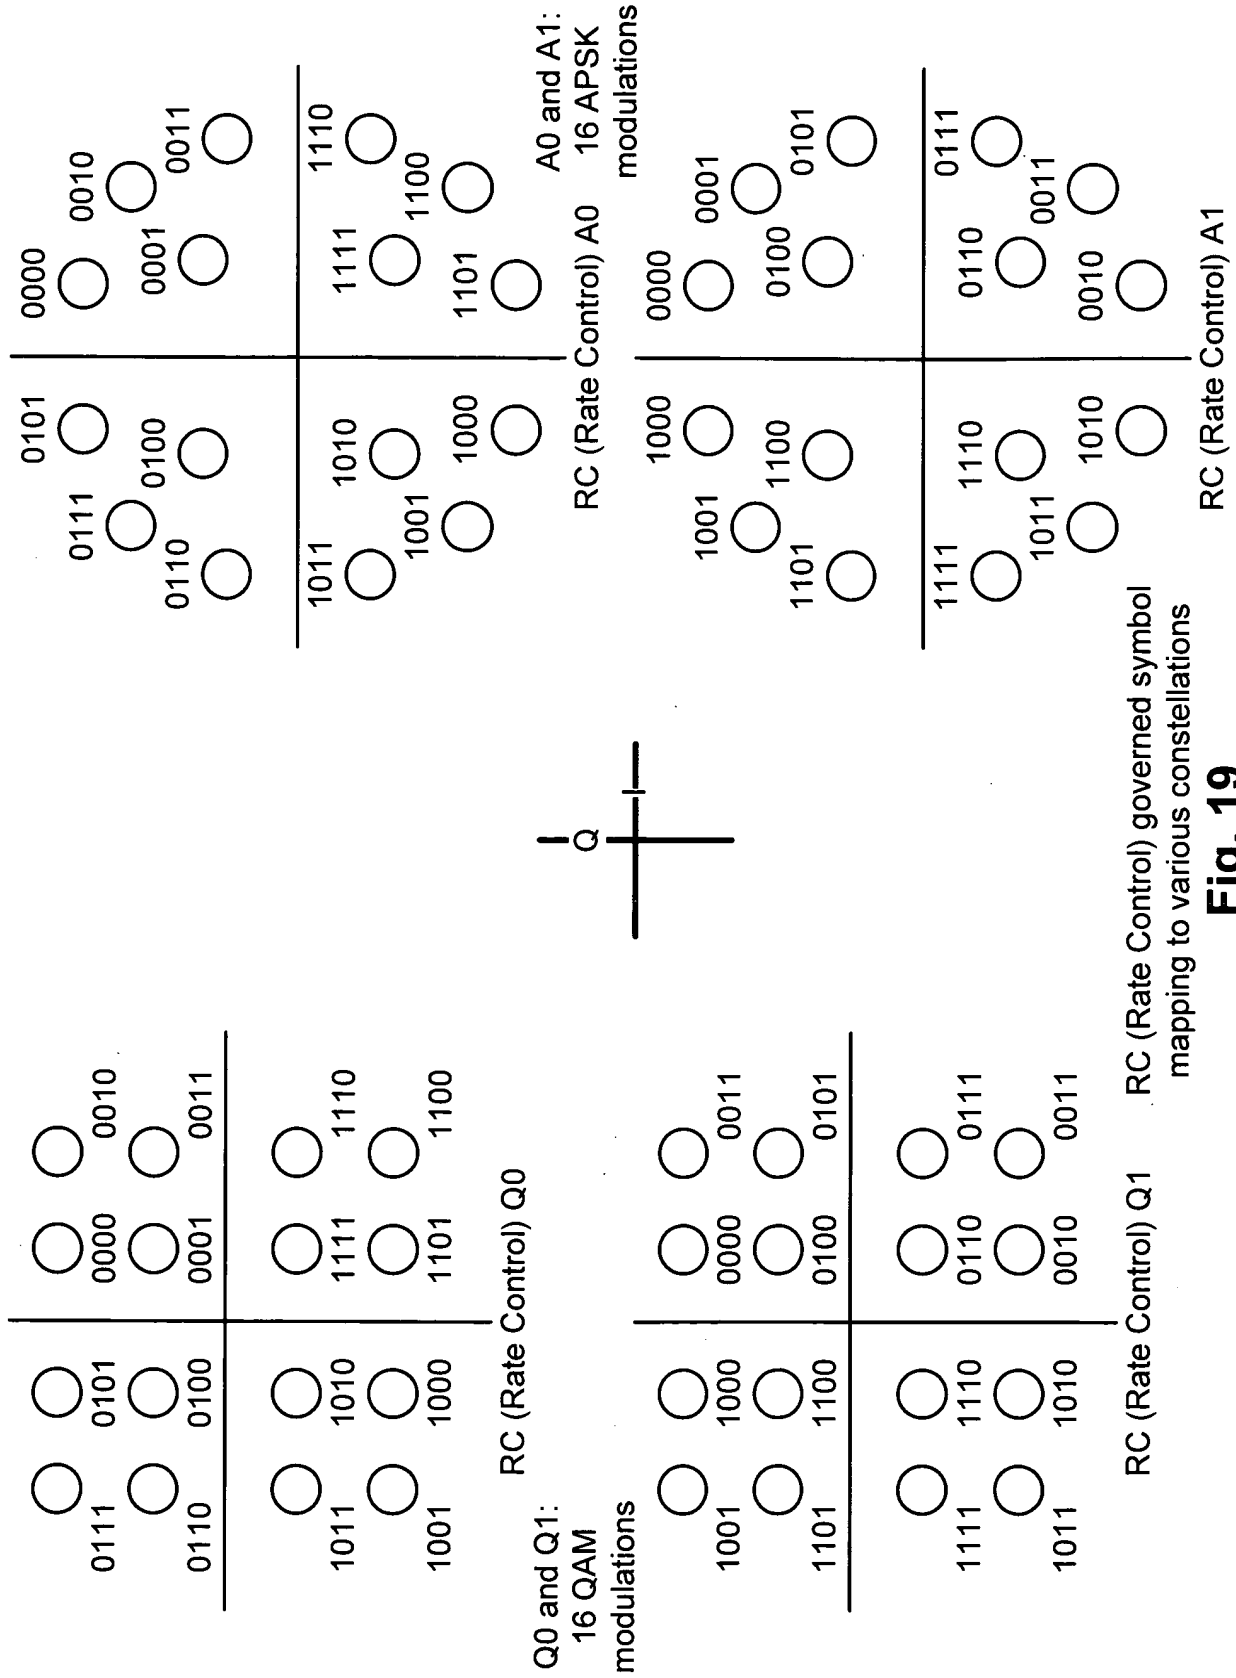 0111 0101 0000 0010
0110 0100 0001 0011
1011 1010 1111 1110
1001 1000 1101 1100
RC (Rate Control) Q0
Q0 and Q1:
16 QAM
modulations
1001 1000 0000 0011
1101 1100 0100 0101
1111 1110 0110 0111
1011 1010 0010 0011
RC (Rate Control) Q1
Q
I
0101 0000
0111 0010
0100 0001
0110 0011
1011 1110
1010 1111
1001 1100
1000 1101
RC (Rate Control) A0
A0 and A1:
16 APSK
modulations
1000 0000
1001 0001
1100 0100
1101 0101
1111 0111
1110 0110
1011 0011
1010 0010
RC (Rate Control) A1
RC (Rate Control) governed symbol
mapping to various constellations
Fig. 19